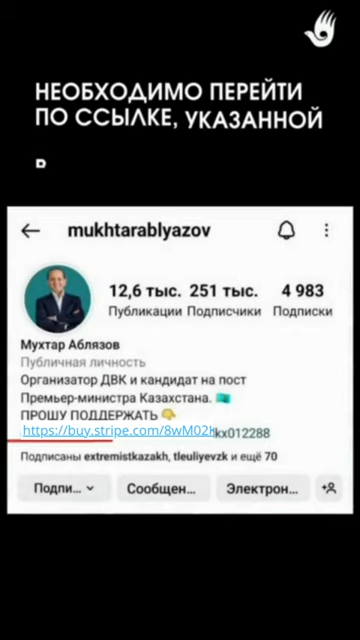 НЕОБХОДИМО ПЕРЕЙТИ
ПО ССЫЛКЕ, УКАЗАННОЙ
mukhtarablyazov
12,6 тыс. 251 тыс. 4 983
Публикации Подписчики Подписки
Мухтар Аблязов
Публичная личность
Организатор ДВК и кандидат на пост
Премьер-министра Казахстана. 🇰🇿
ПРОШУ ПОДДЕРЖАТЬ 👇
https://buy.stripe.com/8wM02
Подписаны extremistkazakh, tleuliyevzk и ещё 70
Подпи... Сообщен... Электрон...